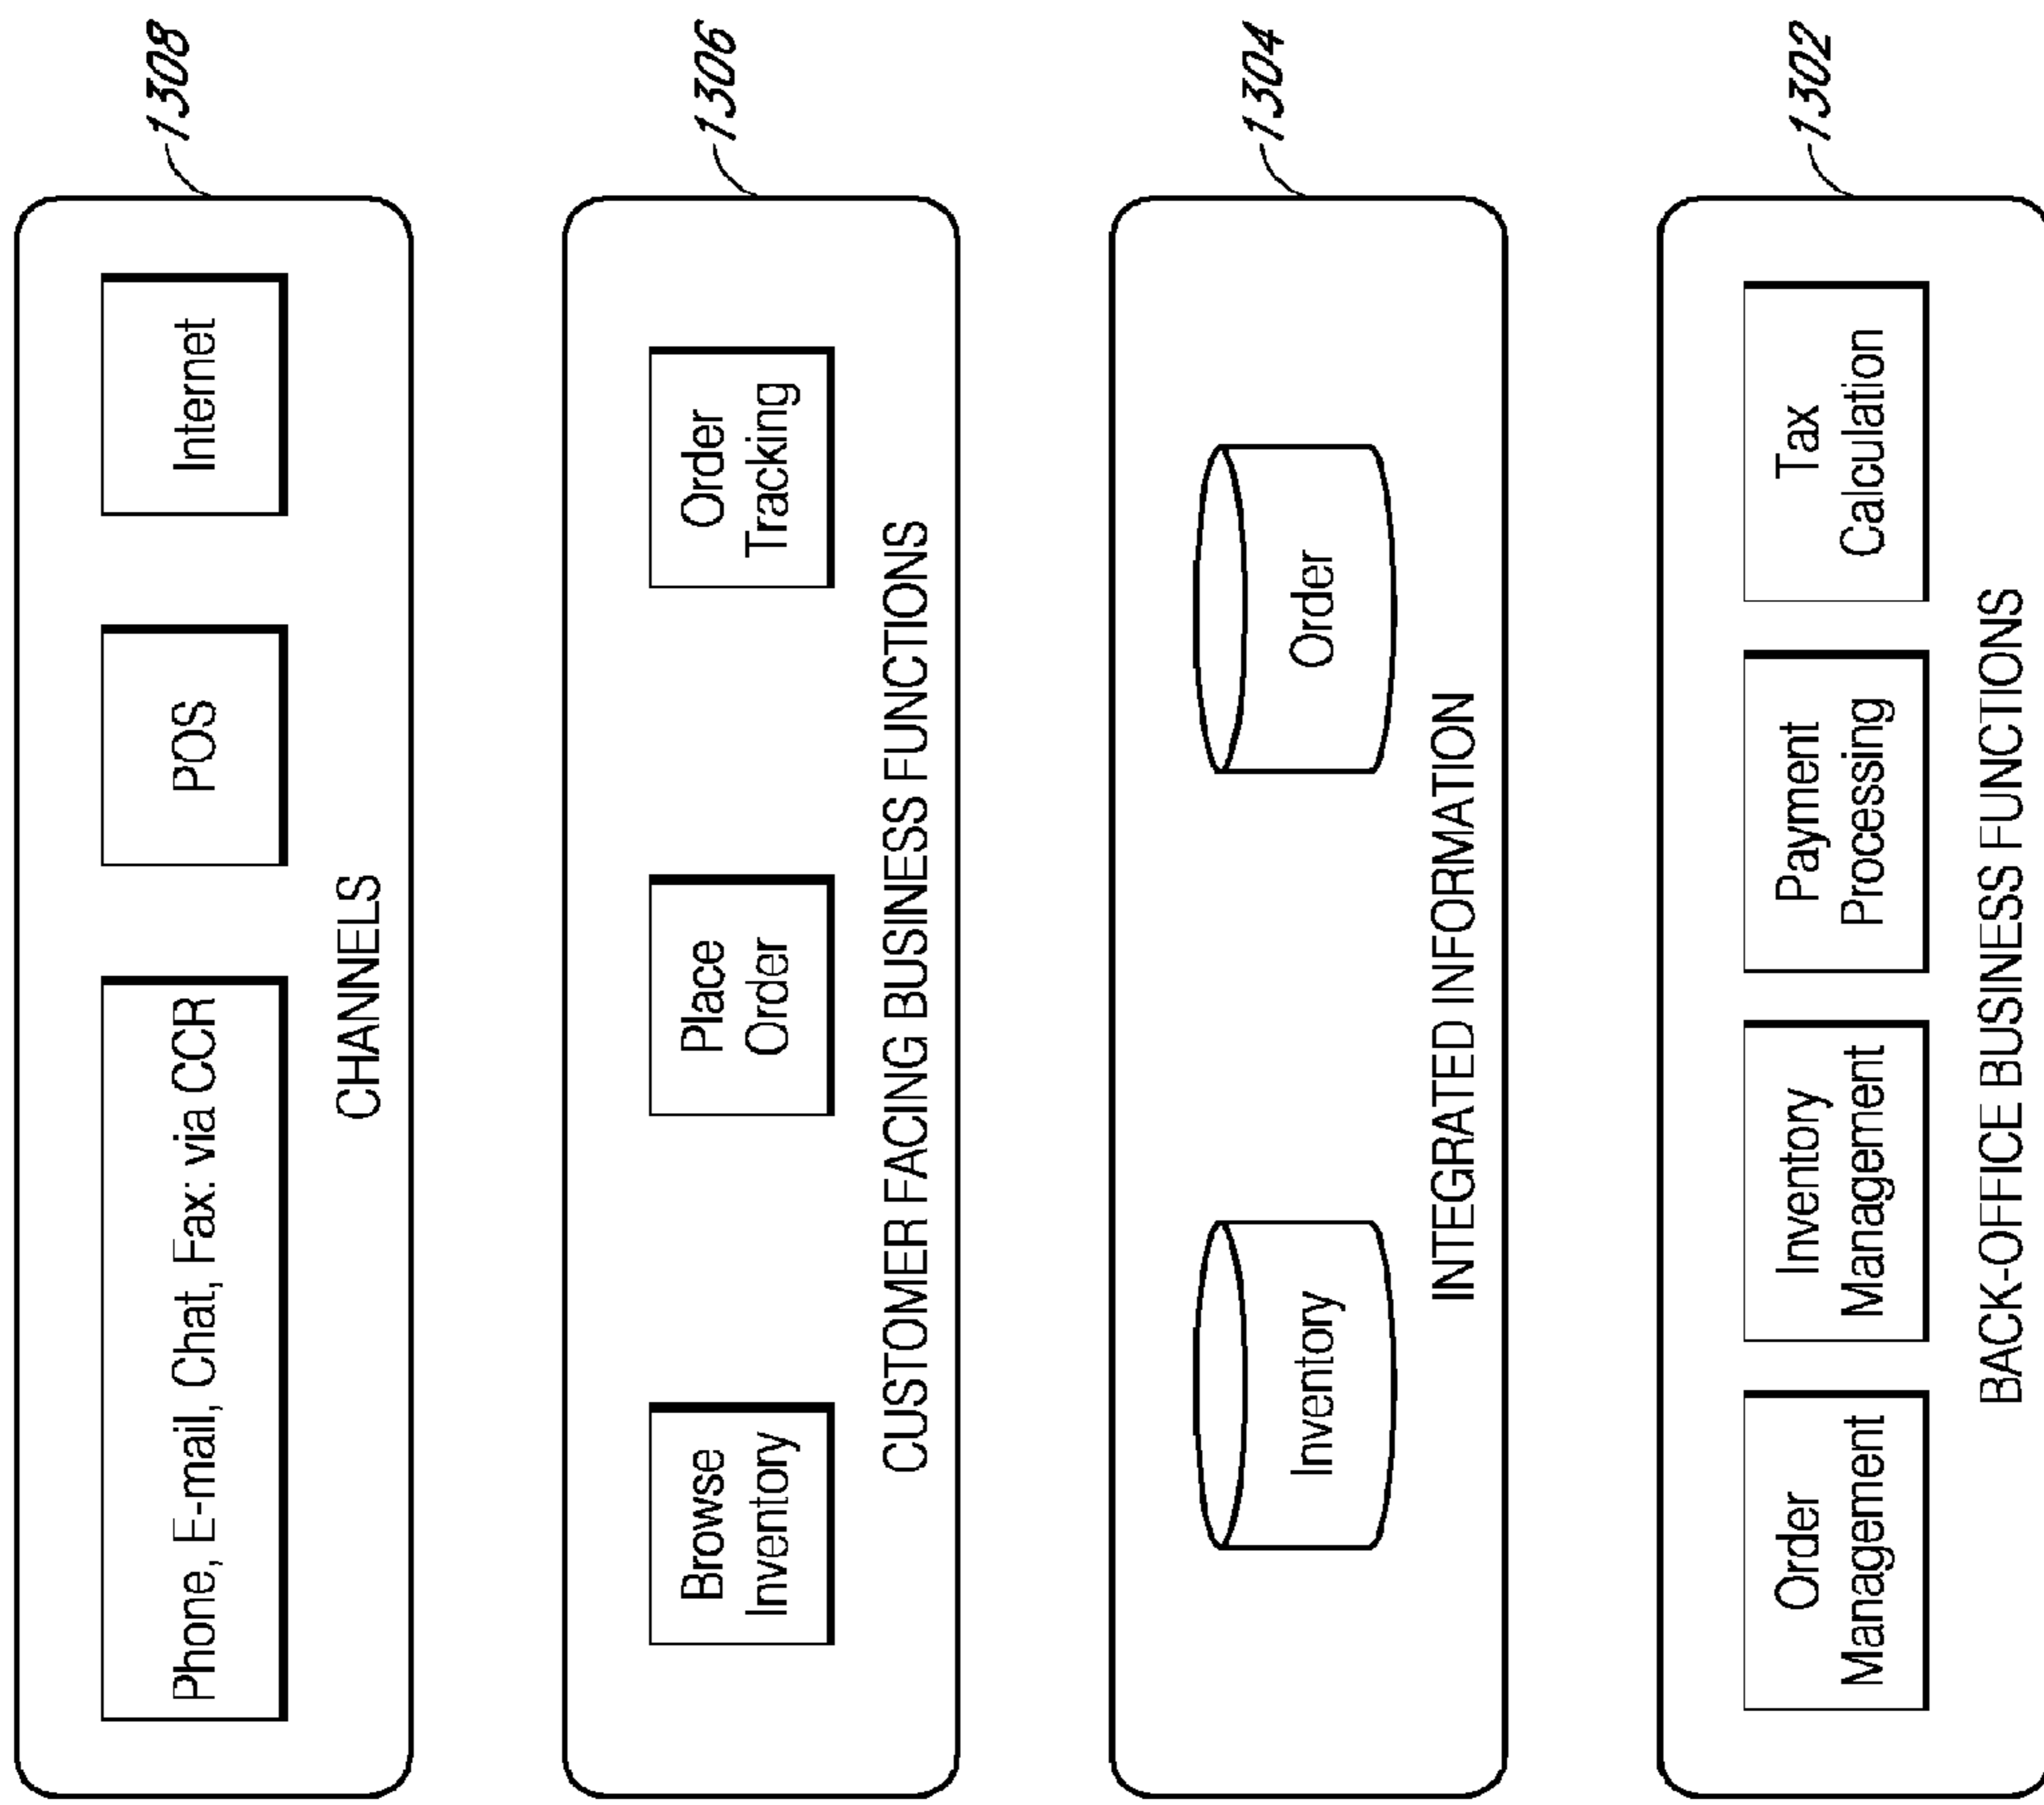 Phone, E-mail, Chat, Fax: via CCR
POS
Internet
CHANNELS
1308
Browse
Inventory
Place
Order
Order
Tracking
CUSTOMER FACING BUSINESS FUNCTIONS
1306
Inventory
Order
INTEGRATED INFORMATION
1304
Order
Management
Inventory
Management
Payment
Processing
Tax
Calculation
BACK-OFFICE BUSINESS FUNCTIONS
1302